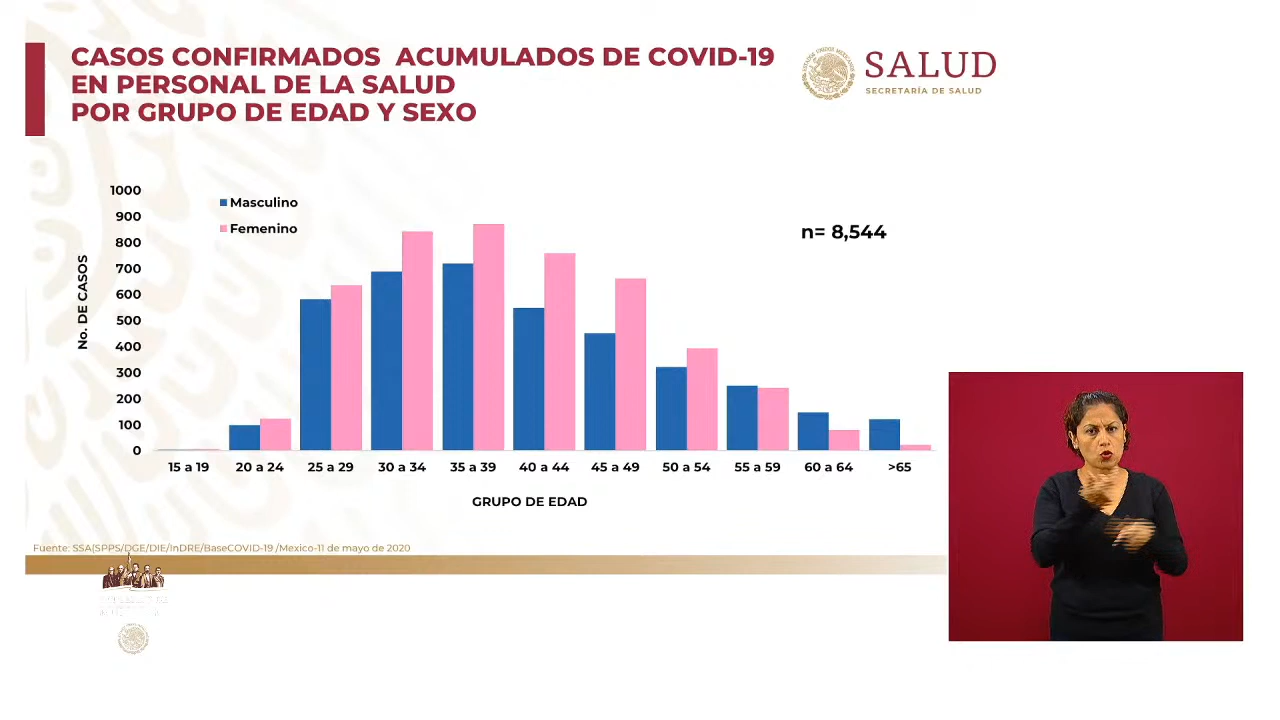 CASOS CONFIRMADOS ACUMULADOS DE COVID-19
EN PERSONAL DE LA SALUD
POR GRUPO DE EDAD Y SEXO
SALUD
SECRETARÍA DE SALUD
No. DE CASOS
1000
900
800
700
600
500
400
300
200
100
0
Masculino
Femenino
n= 8,544
15 a 19 20 a 24 25 a 29 30 a 34 35 a 39 40 a 44 45 a 49 50 a 54 55 a 59 60 a 64 >65
GRUPO DE EDAD
Fuente: SSA(SPPS/DGE/DIE/InDRE/BaseCOVID-19 /Mexico-11 de mayo de 2020